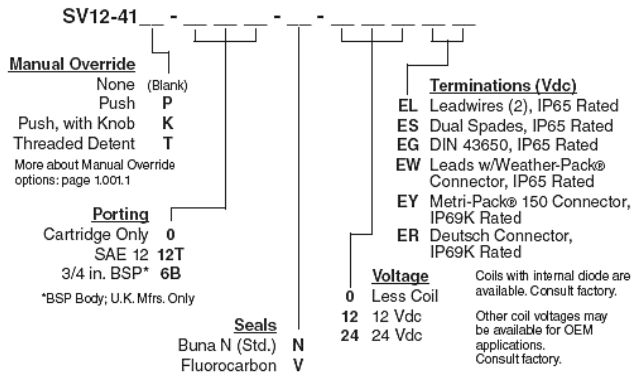 SV12-41__ - __ __ __ - __ - __ __ __ __ __
Manual Override
None (Blank)
Push P
Push, with Knob K
Threaded Detent T
More about Manual Override
options: page 1.001.1
Porting
Cartridge Only 0
SAE 12 12T
3/4 in. BSP* 6B
*BSP Body; U.K. Mfrs. Only
Seals
Buna N (Std.) N
Fluorocarbon V
Voltage
0 Less Coil
12 12 Vdc
24 24 Vdc
Terminations (Vdc)
EL Leadwires (2), IP65 Rated
ES Dual Spades, IP65 Rated
EG DIN 43650, IP65 Rated
EW Leads w/Weather-Pack®
Connector, IP65 Rated
EY Metri-Pack® 150 Connector,
IP69K Rated
ER Deutsch Connector,
IP69K Rated
Coils with internal diode are
available. Consult factory.
Other coil voltages may
be available for OEM
applications.
Consult factory.